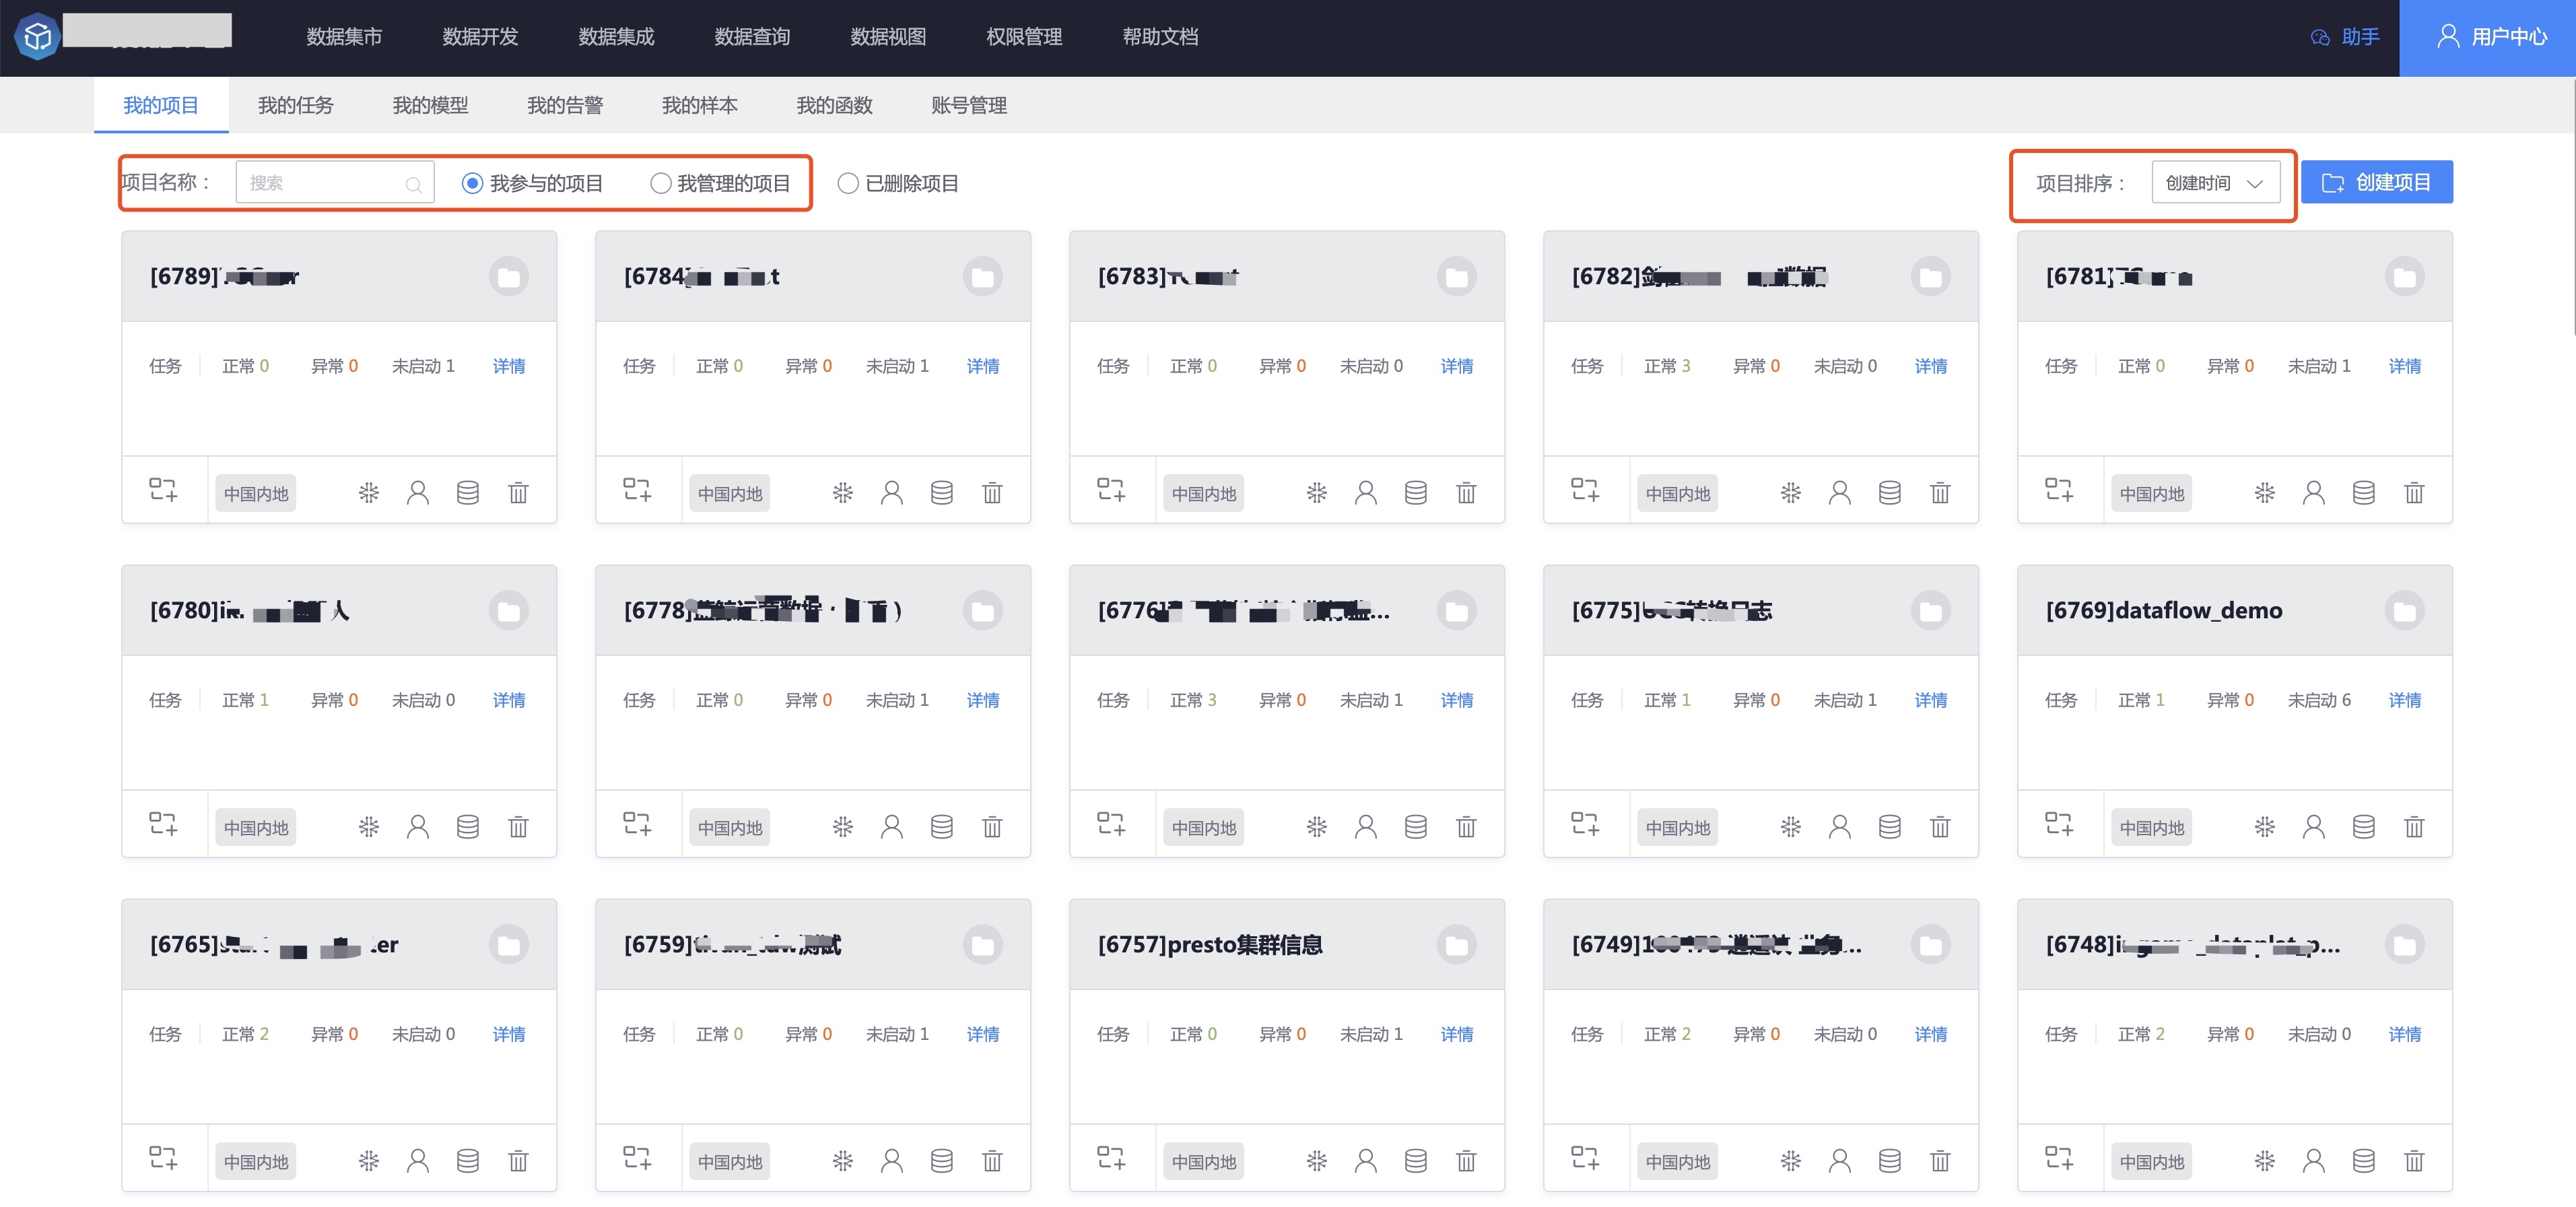 数据集市 数据开发 数据集成 数据查询 数据视图 权限管理 帮助文档 助手 用户中心
我的项目 我的任务 我的模型 我的告警 我的样本 我的函数 账号管理
项目名称： 搜索 我参与的项目 我管理的项目 已删除项目 项目排序： 创建时间 创建项目
[6789] [6784] [6783] [6782] [6781]
任务 正常 0 异常 0 未启动 1 详情 任务 正常 0 异常 0 未启动 1 详情 任务 正常 0 异常 0 未启动 0 详情 任务 正常 3 异常 0 未启动 0 详情 任务 正常 0 异常 0 未启动 1 详情
中国内地 中国内地 中国内地 中国内地 中国内地
[6780] 人 [6778] [6776] ... [6775] [6769]dataflow_demo
任务 正常 1 异常 0 未启动 0 详情 任务 正常 0 异常 0 未启动 1 详情 任务 正常 3 异常 0 未启动 1 详情 任务 正常 1 异常 0 未启动 1 详情 任务 正常 1 异常 0 未启动 6 详情
中国内地 中国内地 中国内地 中国内地 中国内地
[6765] [6759] 测试 [6757]presto集群信息 [6749] ... [6748] ...
任务 正常 2 异常 0 未启动 0 详情 任务 正常 0 异常 0 未启动 1 详情 任务 正常 0 异常 0 未启动 1 详情 任务 正常 2 异常 0 未启动 0 详情 任务 正常 2 异常 0 未启动 0 详情
中国内地 中国内地 中国内地 中国内地 中国内地